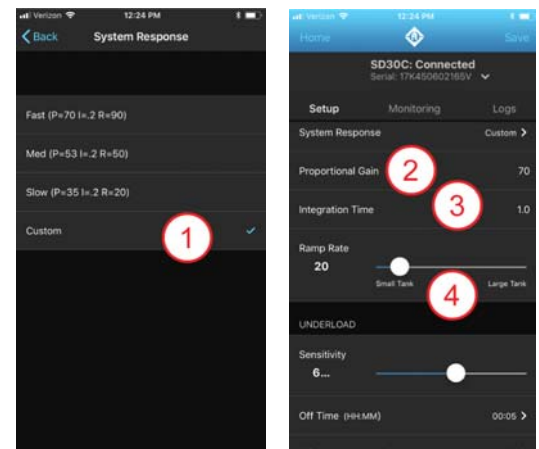 Verizon 12:24 PM
Back System Response
Fast (P=70 I=.2 R=90)
Med (P=53 I=.2 R=50)
Slow (P=35 I=.2 R=20)
Custom
1
Verizon 12:24 PM
Home Save
SD30C: Connected
Serial: 17K450602165V
Setup Monitoring Logs
System Response Custom >
Proportional Gain 2 70
Integration Time 3 1.0
Ramp Rate
20
Small Tank Large Tank
4
UNDERLOAD
Sensitivity
6...
Off Time (HH:MM) 00:05 >